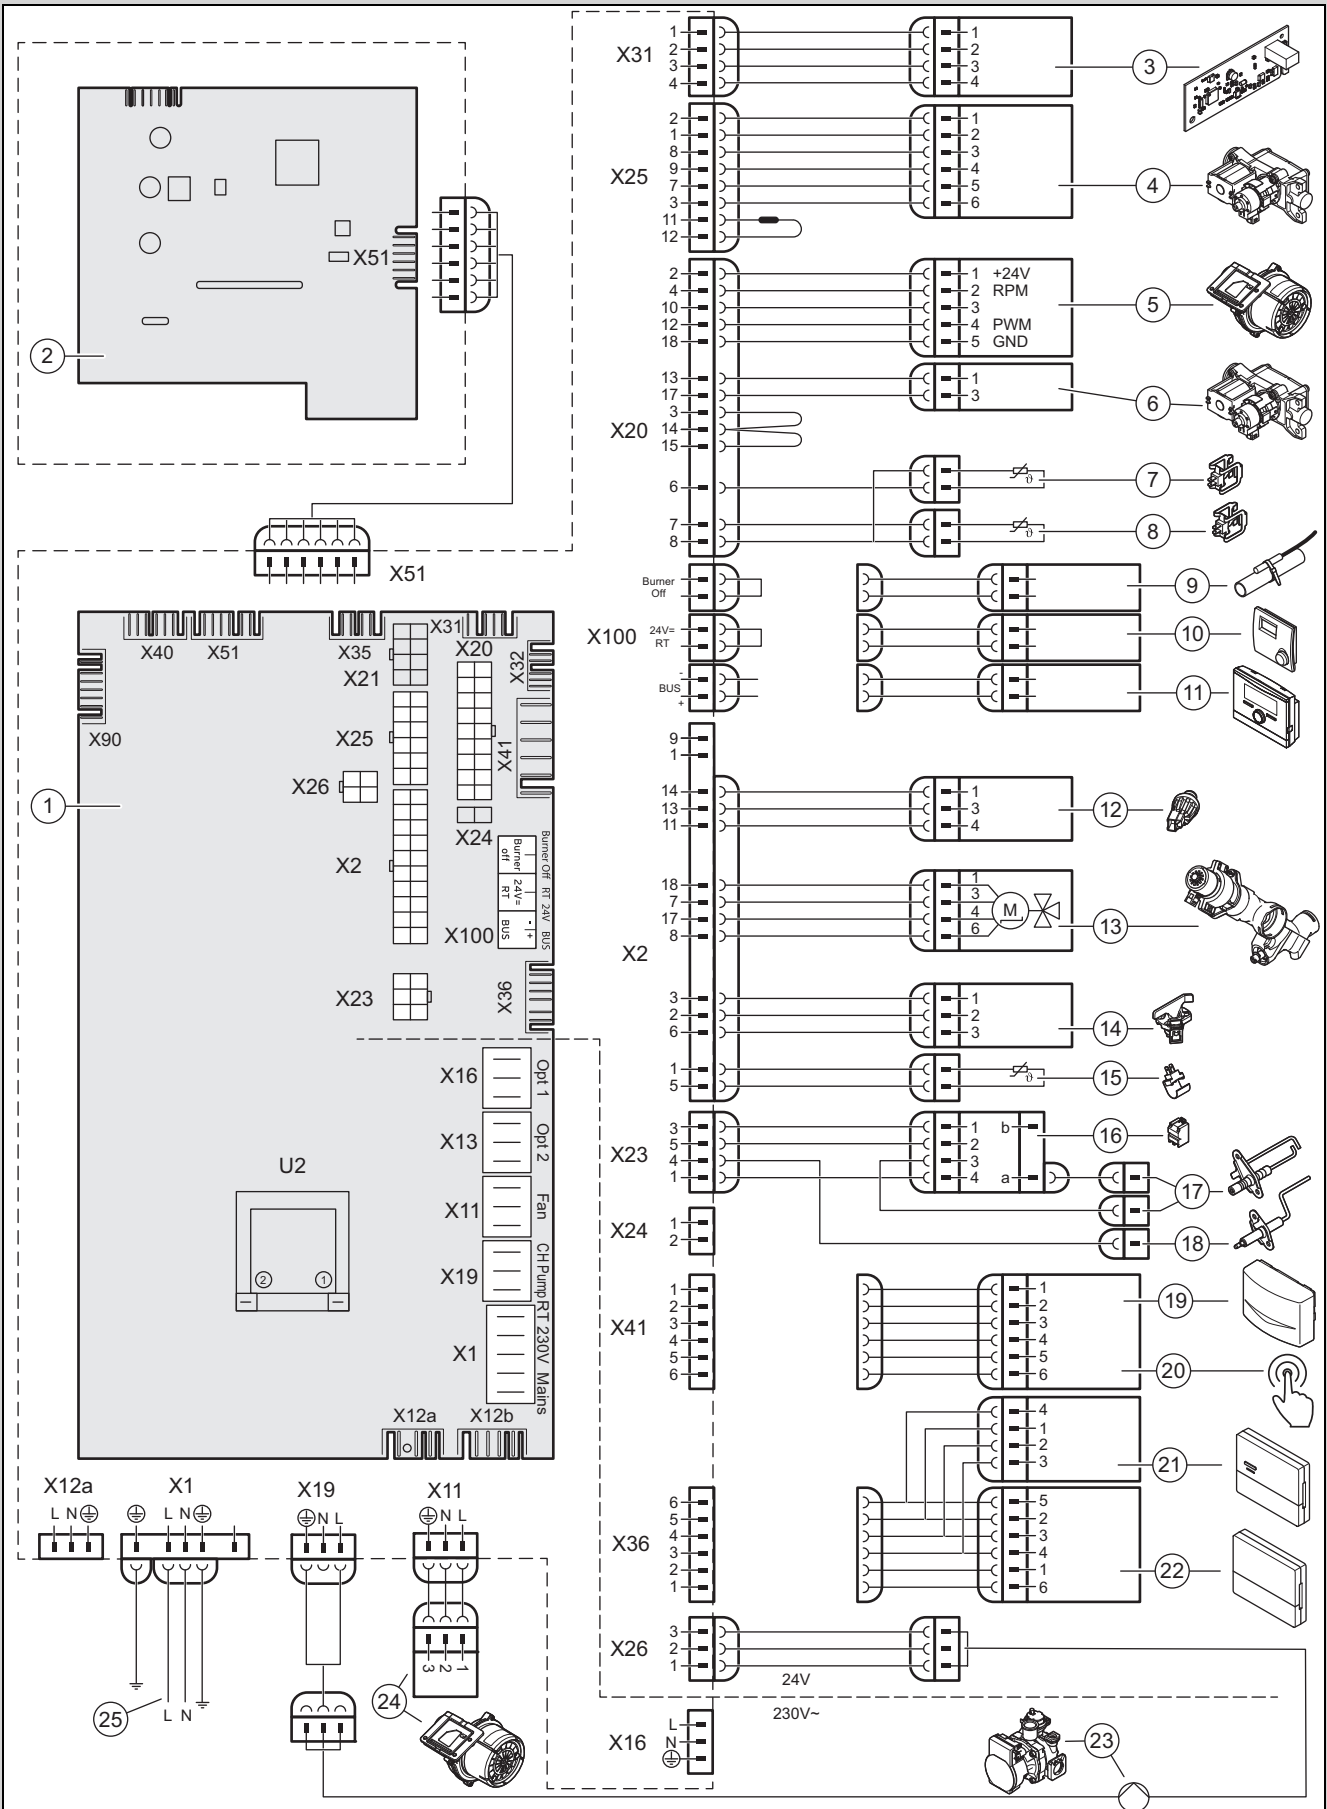 X31
1 1
2 2
3 3
4 4
3
X25
2 1
1 2
8 3
9 4
7 5
3 6
11
12
4
X51
2
X20
2 1 +24V
4 2 RPM
10 3
12 4 PWM
18 5 GND
5
13 1
17 3
3
14
15
6
6
7
ϑ
7
8
8
ϑ
X51
Burner
Off
9
X100
24V=
RT
10
-
BUS
+
11
X40 X51 X35 X31
X20
X32
X21
X90
X25
X41
X26
X24
X2
1
Burner
off
24V=
RT
BUS
- +
Burner Off RT 24V BUS
X100
X36
X23
X16 Opt 1
X13 Opt 2
X11 Fan
X19 CH Pump
X1 RT 230V Mains
U2
2 1
X12a X12b
X2
9
1
14 1
13 3
11 4
12
18 1
7 3
17 4
8 6
M
13
3 1
2 2
6 3
14
1
5
ϑ
15
X23
3 1 b
5 2
4 3
1 4 a
16
17
X24
1
2
18
X41
1 1
2 2
3 3
4 4
5 5
6 6
19
20
4
1
2
3
21
X36
6 5
5 2
4 3
3 4
2 1
1 6
22
X26
3
2
1
24V
230V~
X16
L
N
23
X12a X1 X19 X11
L N
L N
N L
N L
3 2 1
24
25
L N